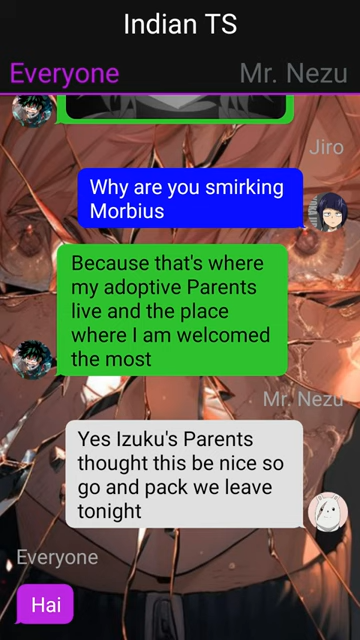 Indian TS
Everyone
Mr. Nezu
Jiro
Why are you smirking
Morbius
Because that's where
my adoptive Parents
live and the place
where I am welcomed
the most
Mr. Nezu
Yes Izuku's Parents
thought this be nice so
go and pack we leave
tonight
Everyone
Hai